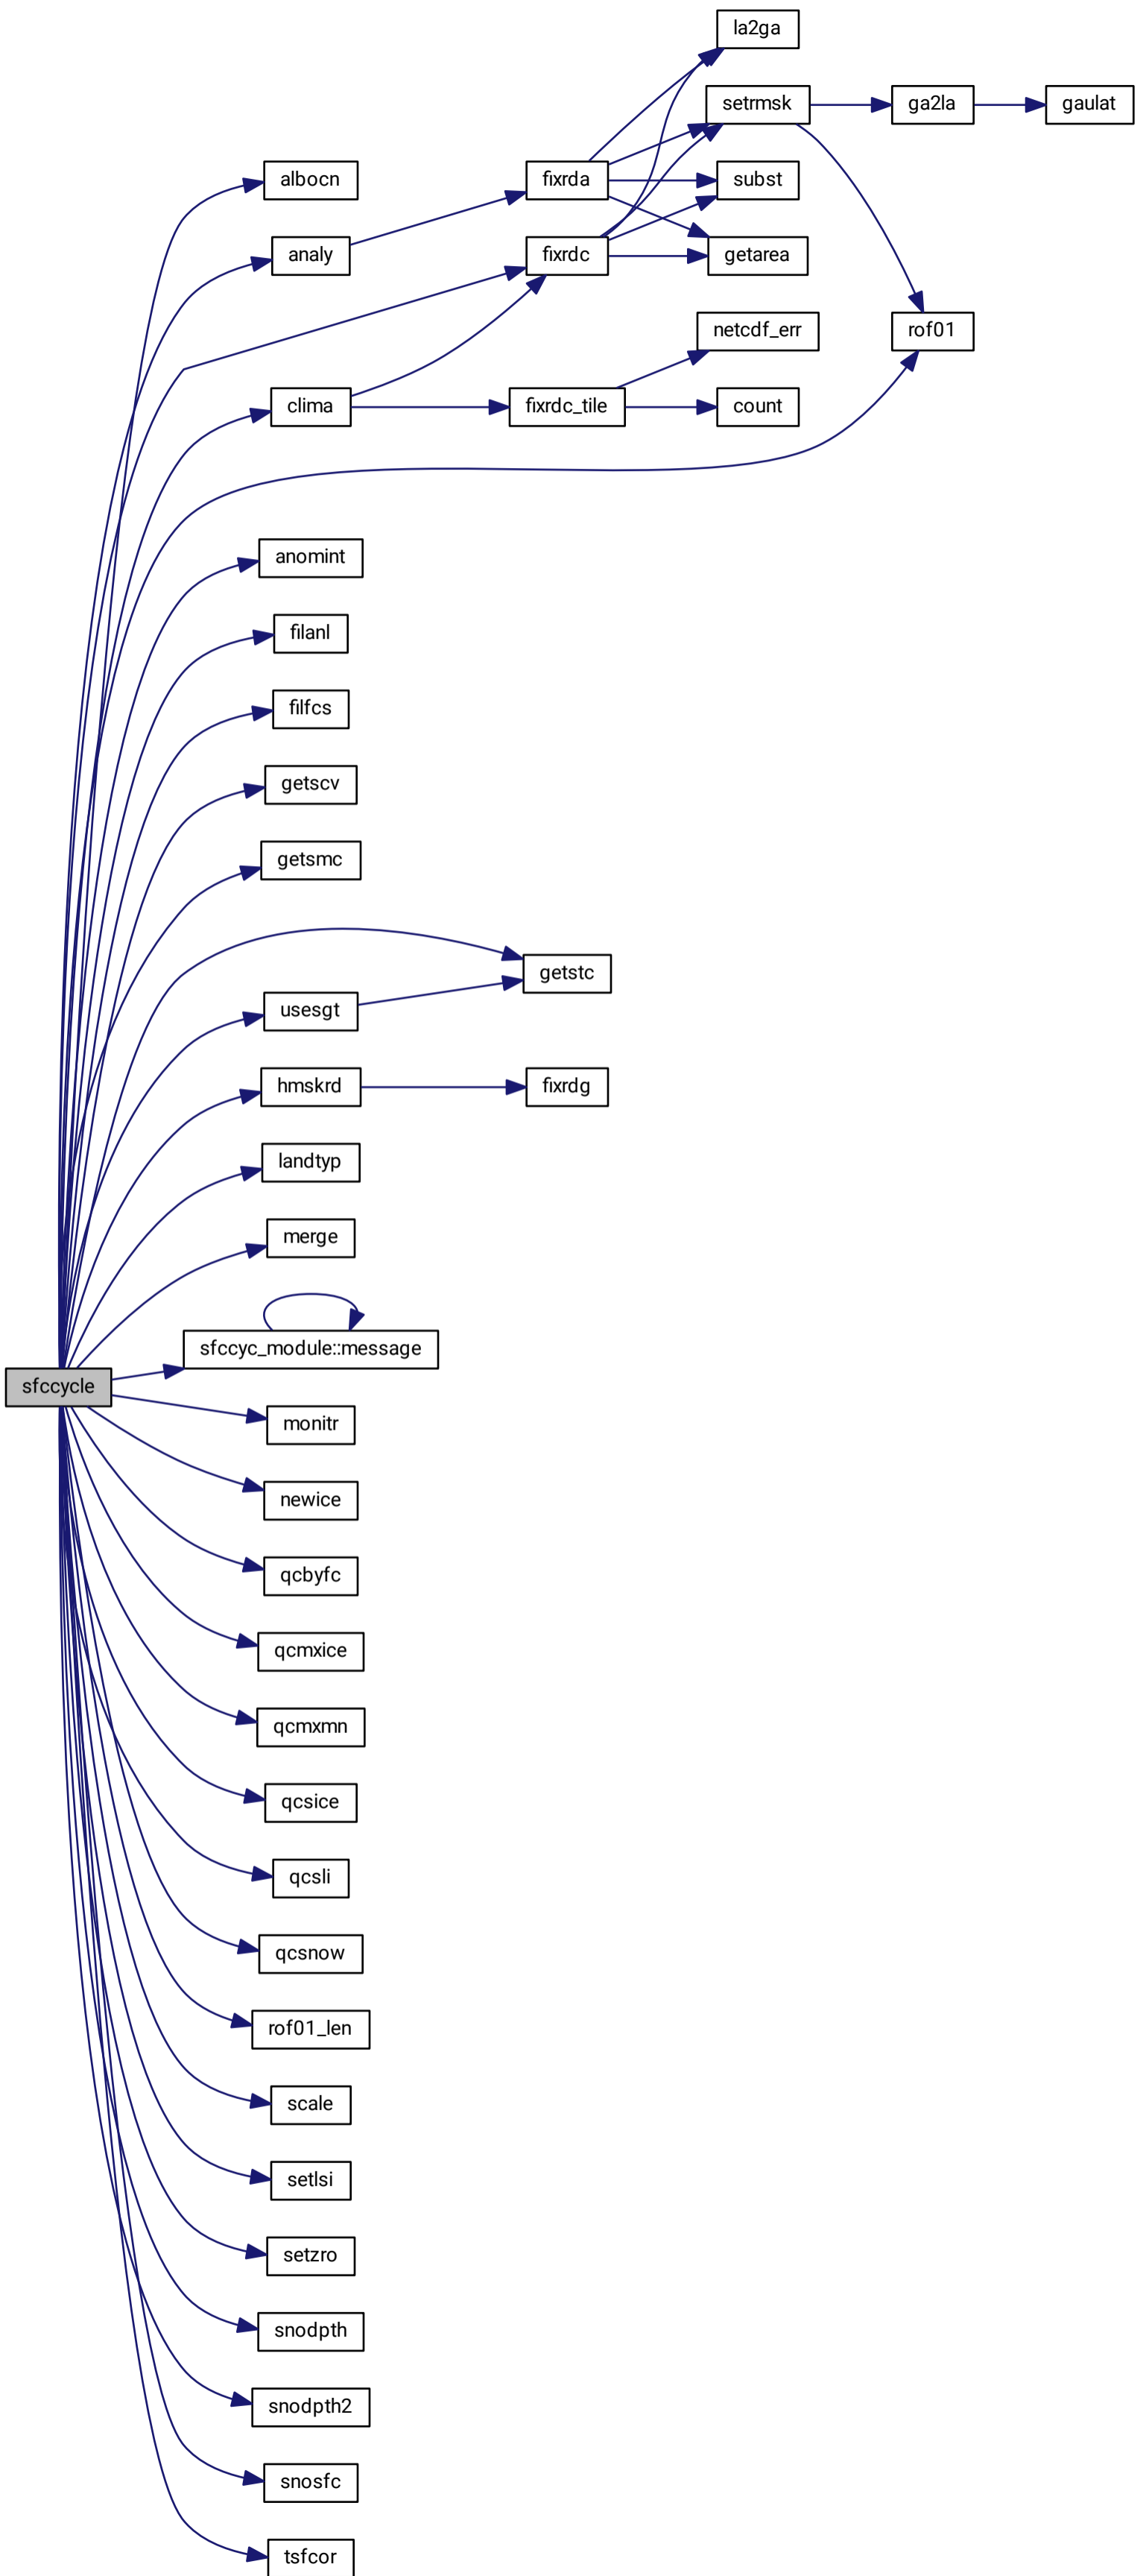 la2ga
setrmsk
ga2la
gaulat
albocn
fixrda
subst
analy
fixrdc
getarea
netcdf_err
rof01
clima
fixrdc_tile
count
anomint
filanl
filfcs
getscv
getsmc
getstc
usesgt
hmskrd
fixrdg
landtyp
merge
sfccyc_module::message
sfccycle
monitr
newice
qcbyfc
qcmxice
qcmxmn
qcsice
qcsli
qcsnow
rof01_len
scale
setlsi
setzro
snodpth
snodpth2
snosfc
tsfcor